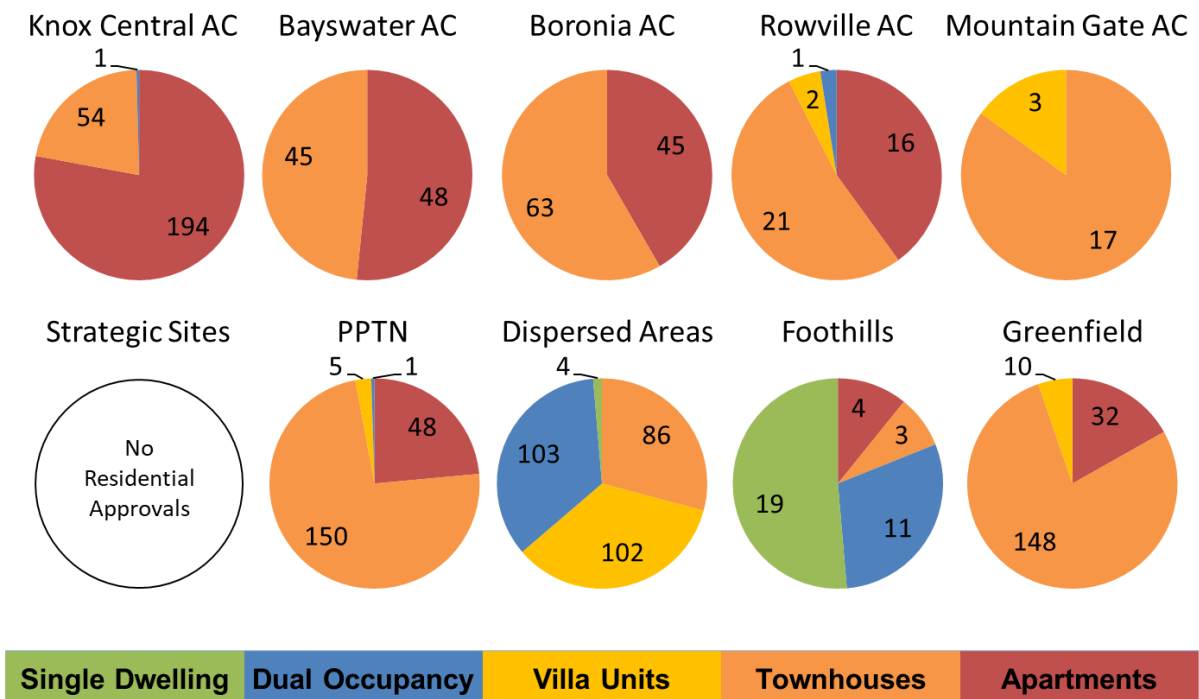 Knox Central AC
Bayswater AC
Boronia AC
Rowville AC
Mountain Gate AC
1
54
194
45
48
63
45
1
2
21
16
3
17
Strategic Sites
PPTN
Dispersed Areas
Foothills
Greenfield
No
Residential
Approvals
5
1
48
150
4
103
86
102
4
3
19
11
10
32
148
Single Dwelling
Dual Occupancy
Villa Units
Townhouses
Apartments